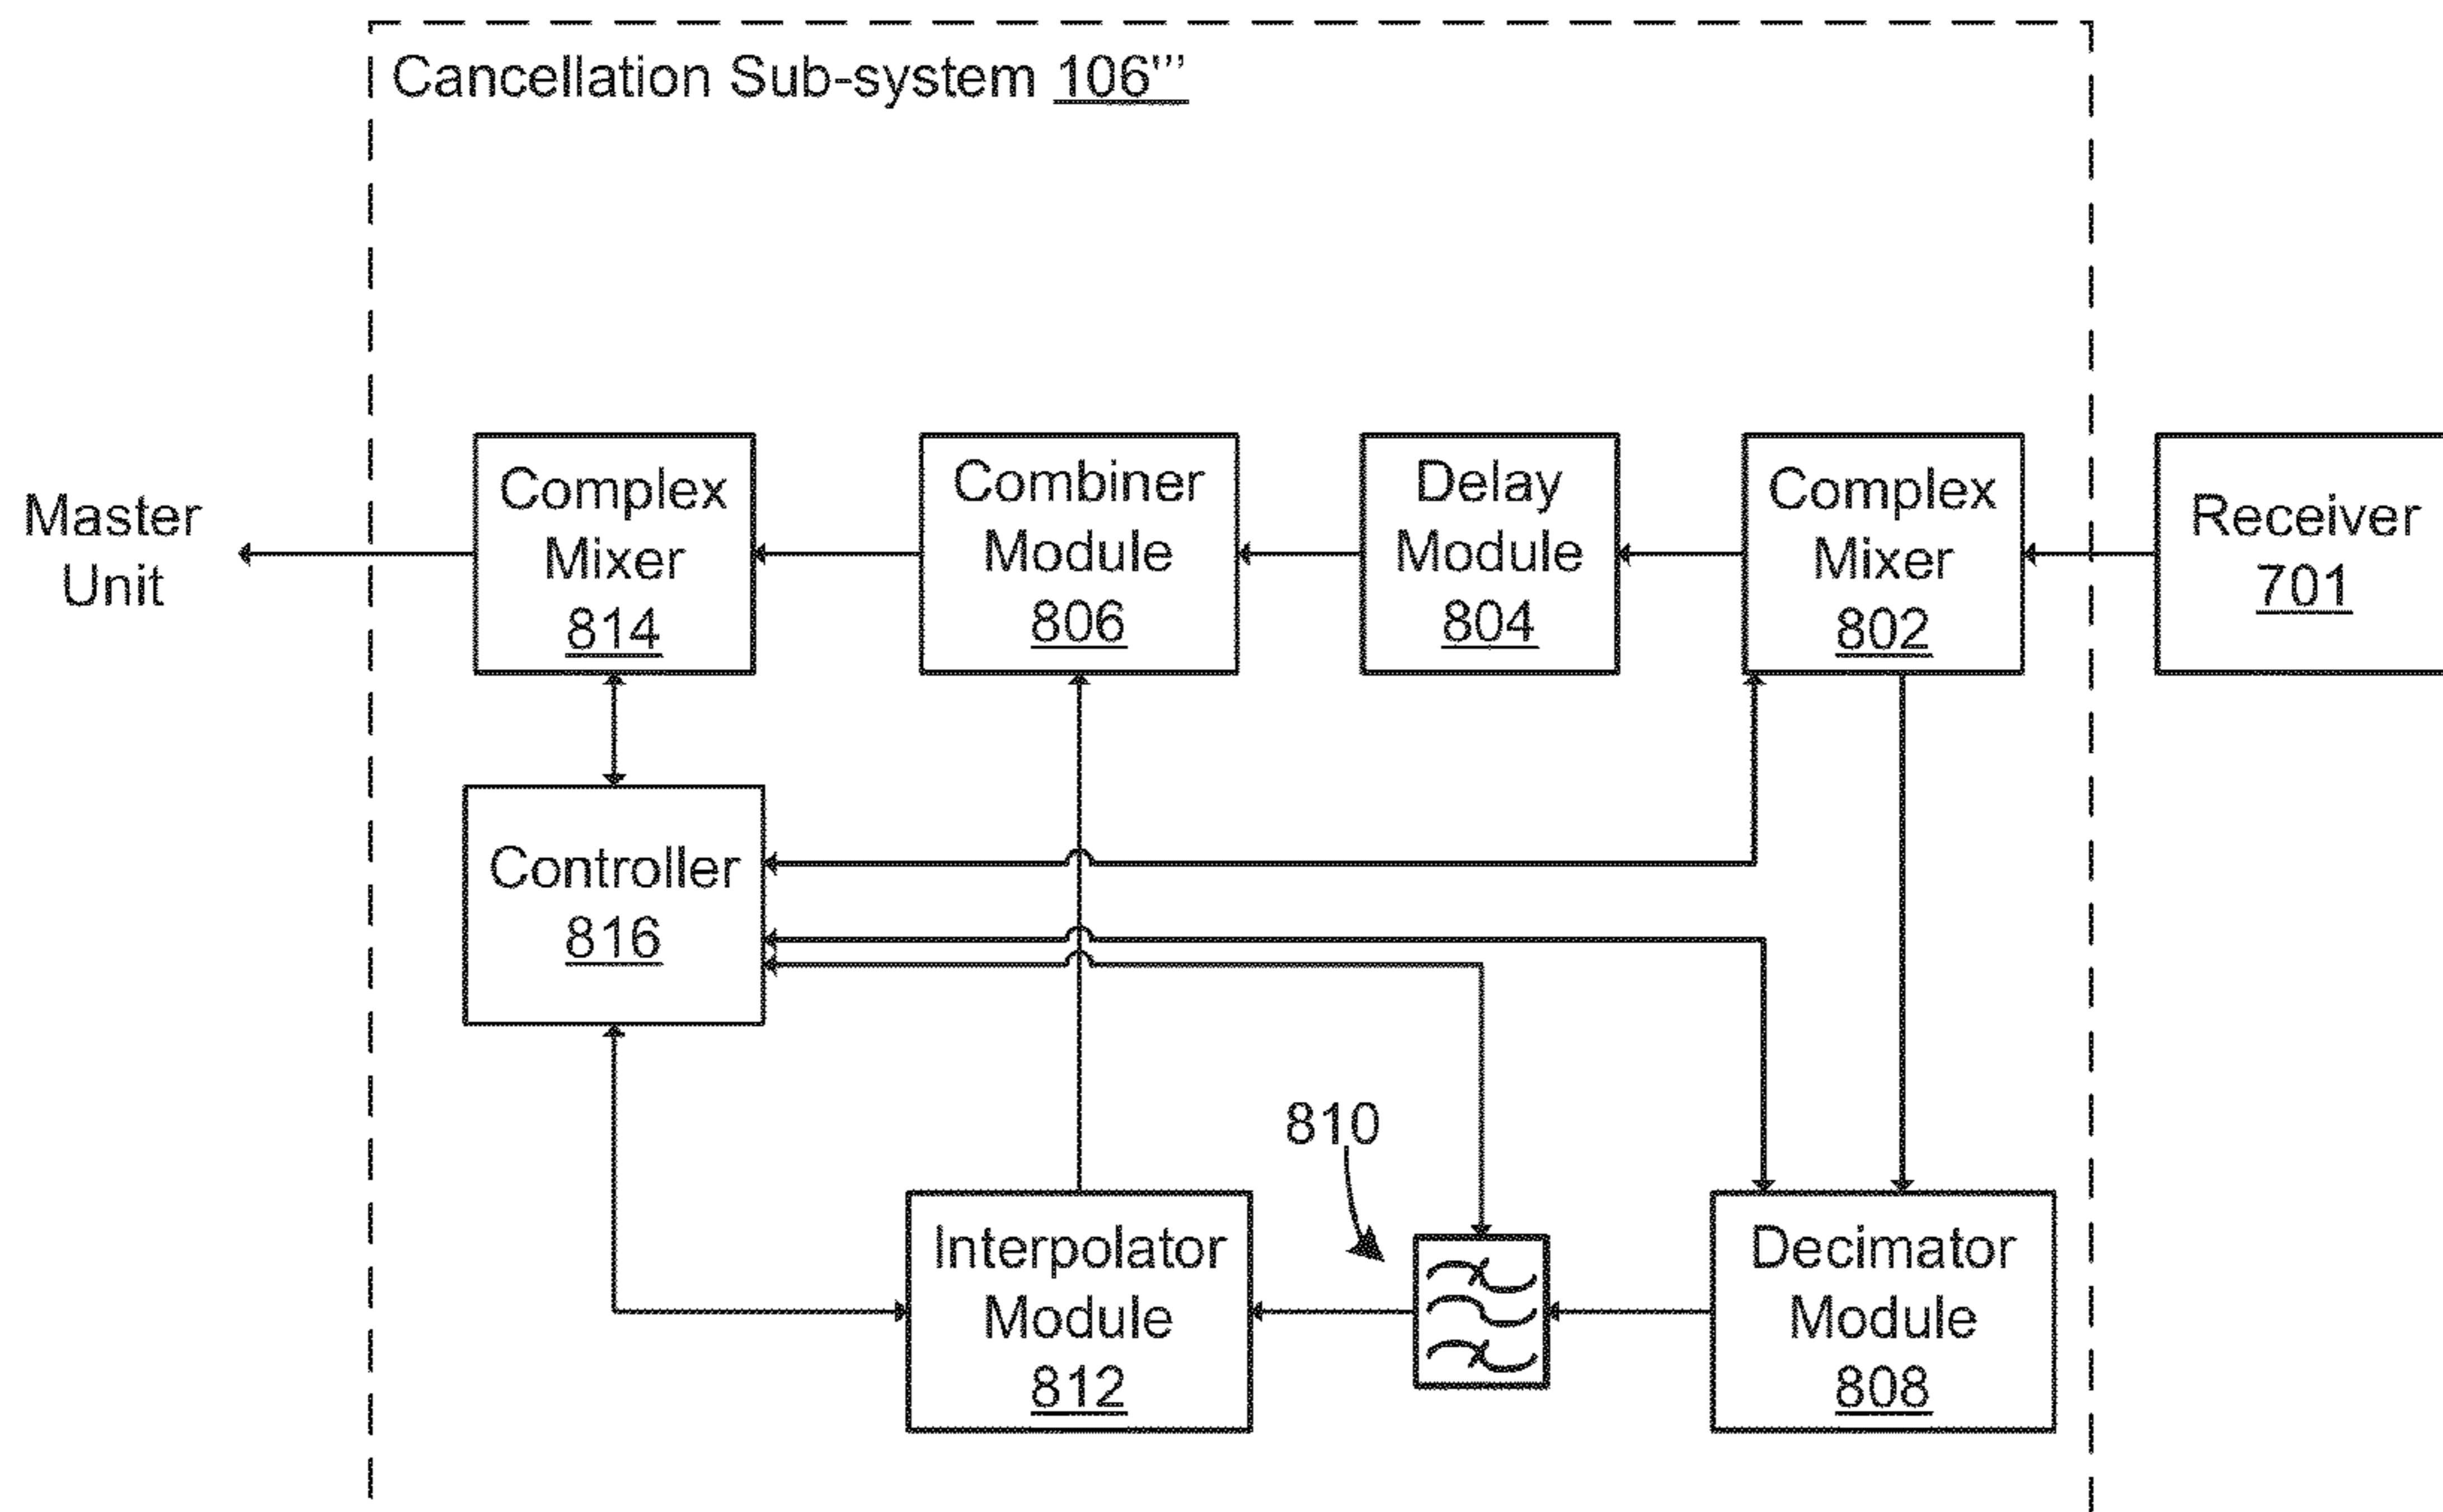 Cancellation Sub-system 106'''
Master
Unit
Complex
Mixer
814
Combiner
Module
806
Delay
Module
804
Complex
Mixer
802
Receiver
701
Controller
816
810
Interpolator
Module
812
Decimator
Module
808